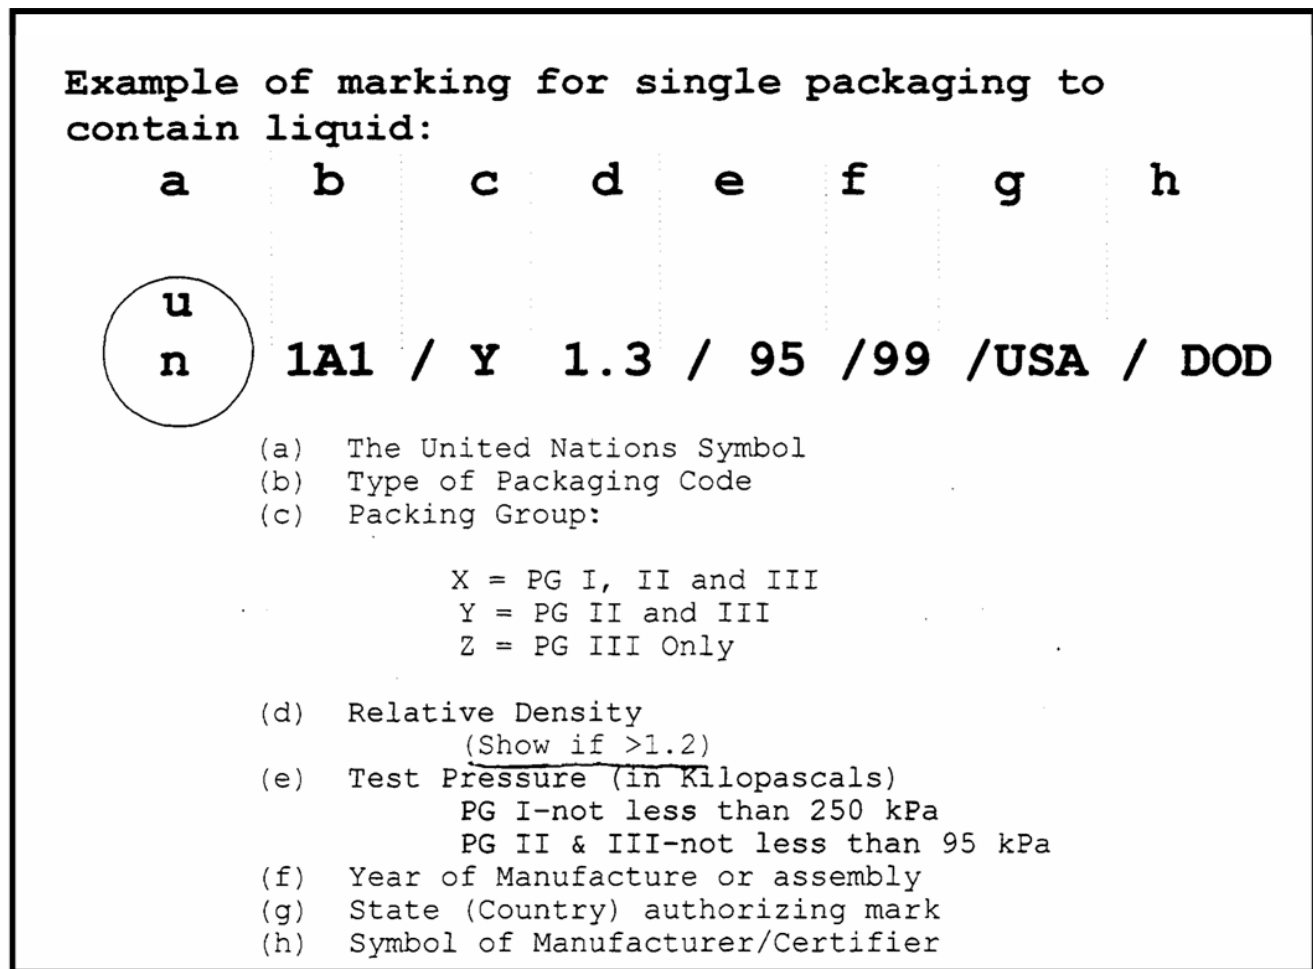 Example of marking for single packaging to
contain liquid:
a b c d e f g h
u
n 1A1 / Y 1.3 / 95 /99 /USA / DOD
(a) The United Nations Symbol
(b) Type of Packaging Code
(c) Packing Group:
X = PG I, II and III
Y = PG II and III
Z = PG III Only
(d) Relative Density
(Show if >1.2)
(e) Test Pressure (in Kilopascals)
PG I-not less than 250 kPa
PG II & III-not less than 95 kPa
(f) Year of Manufacture or assembly
(g) State (Country) authorizing mark
(h) Symbol of Manufacturer/Certifier